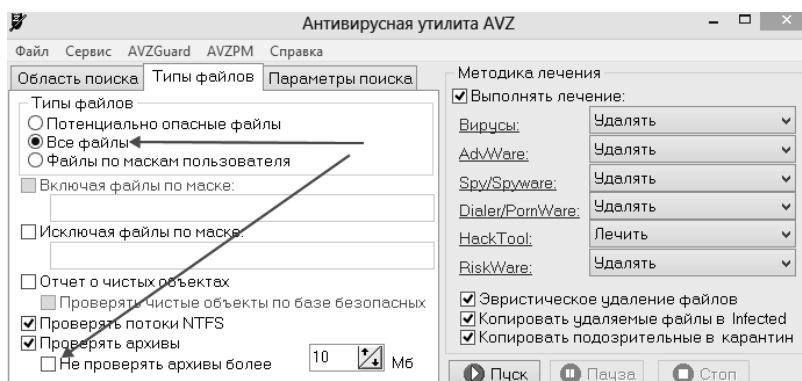 Антивирусная утилита AVZ
Файл Сервис AVZGuard AVZPM Справка
Область поиска Типы файлов Параметры поиска
Типы файлов
Потенциально опасные файлы
Все файлы
Файлы по маскам пользователя
Включая файлы по маске:
Исключая файлы по маске:
Отчет о чистых объектах
Проверять чистые объекты по базе безопасных
Проверять потоки NTFS
Проверять архивы
Не проверять архивы более 10 Мб
Методика лечения
Выполнять лечение:
Вирусы: Удалять
AdvWare: Удалять
Spy/Spyware: Удалять
Dialer/PornWare: Удалять
HackTool: Лечить
RiskWare: Удалять
Эвристическое удаление файлов
Копировать удаляемые файлы в Infected
Копировать подозрительные в карантин
Пуск Пауза Стоп